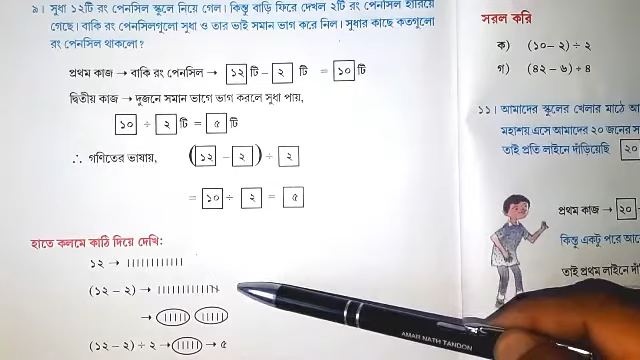 ৯। সুধা ১২টি রং পেনসিল স্কুলে নিয়ে গেল। কিন্তু বাড়ি ফিরে দেখল ২টি রং পেনসিল হারিয়ে
গেছে। বাকি রং পেনসিলগুলো সুধা ও তার ভাই সমান ভাগ করে নিল। সুধার কাছে কতগুলো
রং পেনসিল থাকলো?
প্রথম কাজ → বাকি রং পেনসিল → ১২ টি – ২ টি = ১০ টি
দ্বিতীয় কাজ → দুজনে সমান ভাগে ভাগ করলে সুধা পায়,
১০ ÷ ২ টি = ৫ টি
∴ গণিতের ভাষায়, (১২ – ২) ÷ ২
= ১০ ÷ ২ = ৫
হাতে কলমে কাঠি দিয়ে দেখি:
১২ →
(১২ – ২) →
→
(১২ – ২) ÷ ২ → → ৫
সরল করি
ক) (১০– ২) ÷ ২
গ) (৪২ – ৬) ÷ ৪
১১। আমাদের স্কুলের খেলার মাঠে
মহাশয় এসে আমাদের ২০ জনের
তাই প্রতি লাইনে দাঁড়িয়েছি ২০
প্রথম কাজ → ২০
কিন্তু একটু পরে
তাই প্রথম লাইনে
AMAR NATH TANDON